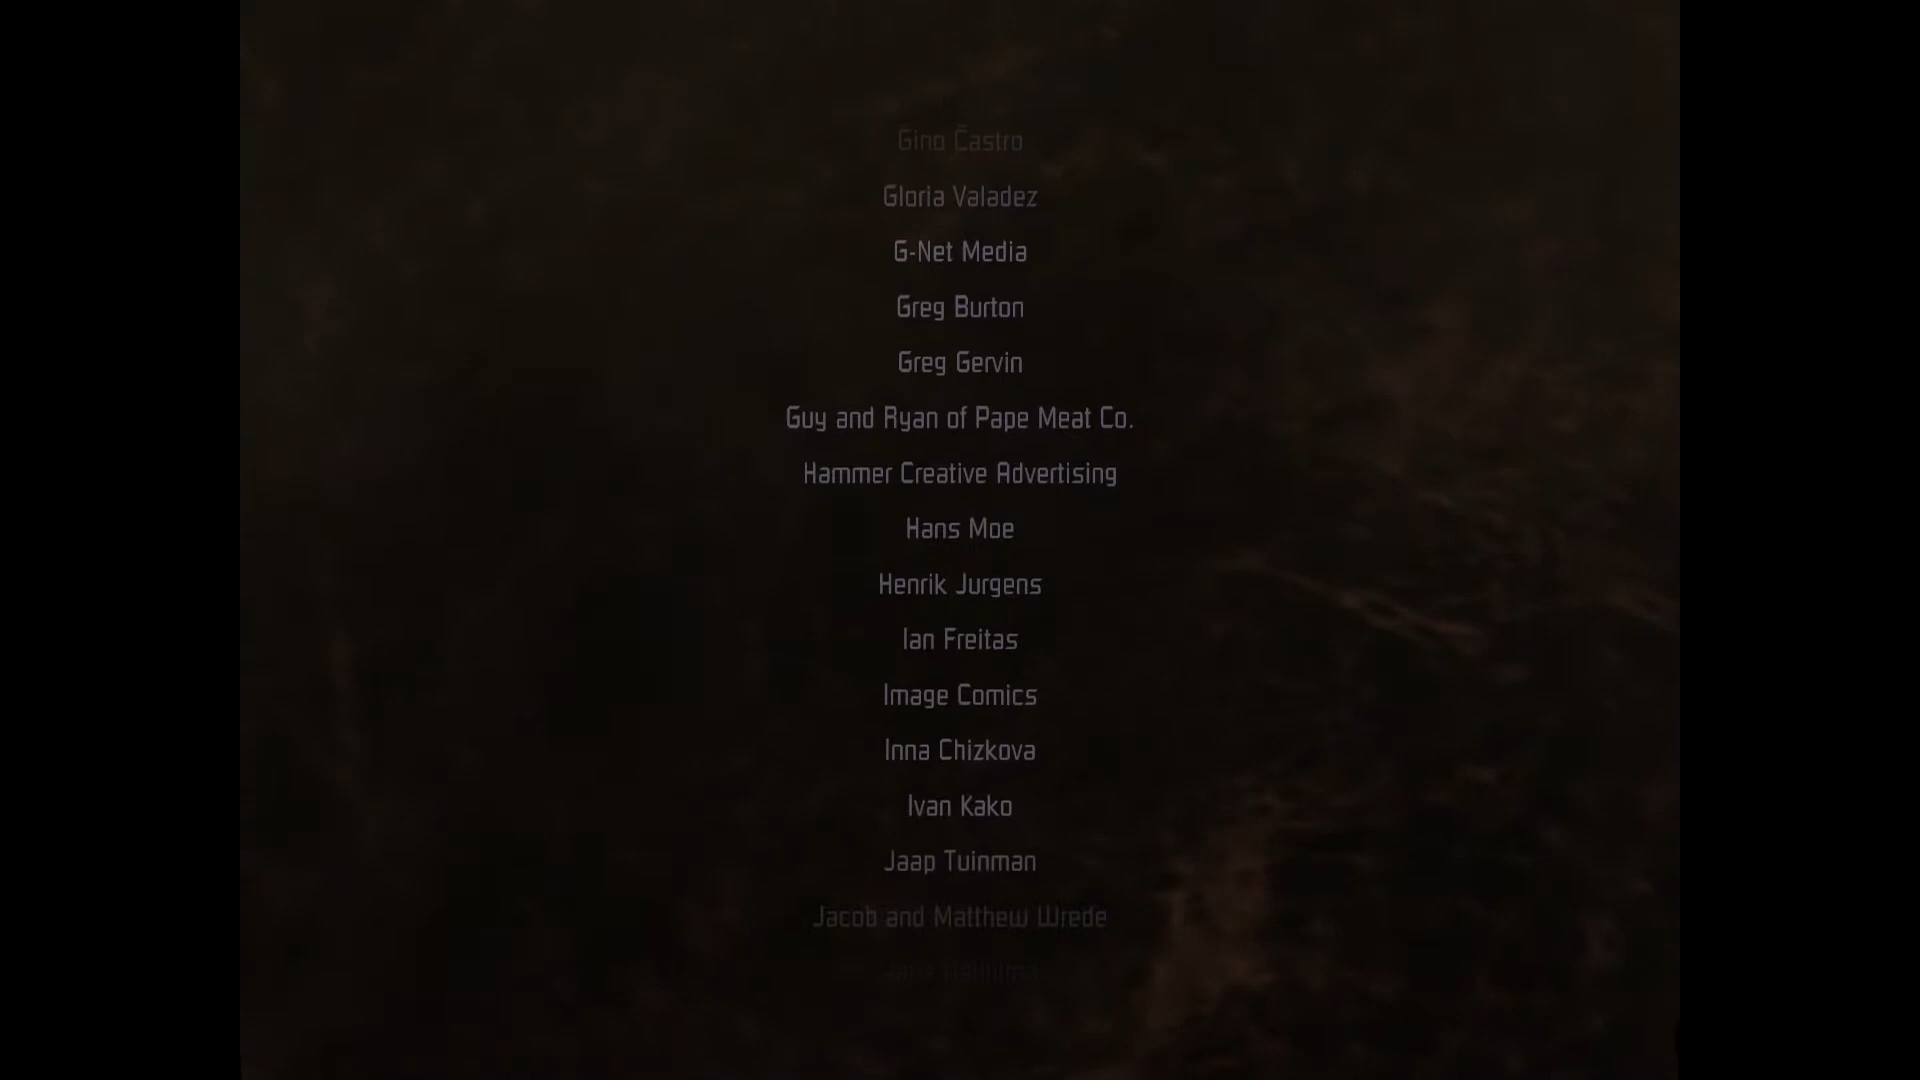 Gino Castro
Gloria Valadez
G-Net Media
Greg Burton
Greg Gervin
Guy and Ryan of Pape Meat Co.
Hammer Creative Advertising
Hans Moe
Henrik Jurgens
Ian Freitas
Image Comics
Inna Chizkova
Ivan Kako
Jaap Tuinman
Jacob and Matthew Wrede